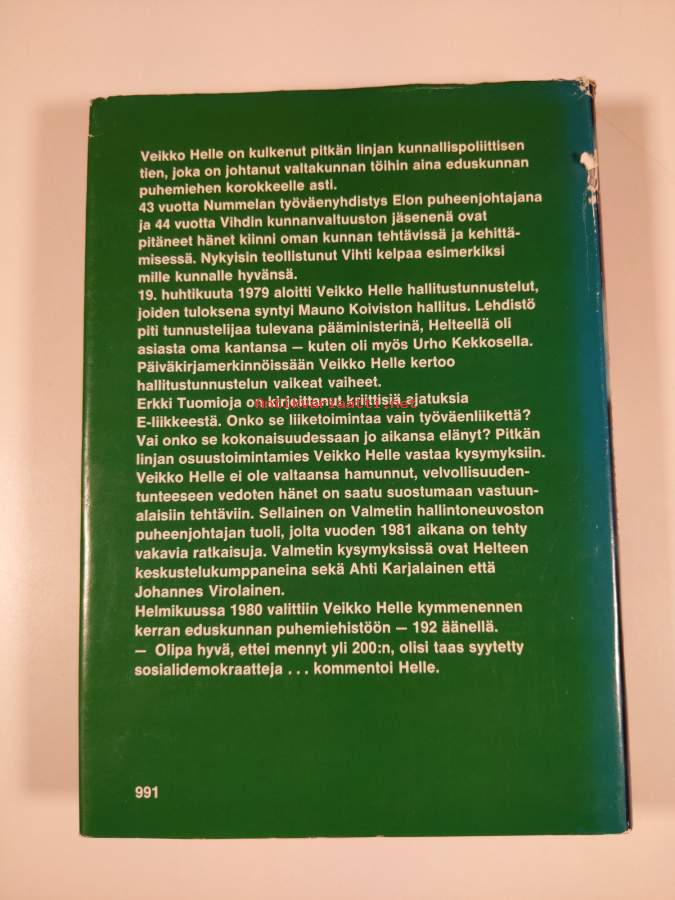 Veikko Helle on kulkenut pitkän linjan kunnallispoliittisen
tien, joka on johtanut valtakunnan töihin aina eduskunnan
puhemiehen korokkeelle asti.
43 vuotta Nummelan työväenyhdistys Elon puheenjohtajana
ja 44 vuotta Vihdin kunnanvaltuuston jäsenenä ovat
pitäneet hänet kiinni oman kunnan tehtävissä ja kehittä-
misessä. Nykyisin teollistunut Vihti kelpaa esimerkiksi
mille kunnalle hyvänsä.
19. huhtikuuta 1979 aloitti Veikko Helle hallitustunnustelut,
joiden tuloksena syntyi Mauno Koiviston hallitus. Lehdistö
piti tunnustelijaa tulevana pääministerinä, Helteellä oli
asiasta oma kantansa — kuten oli myös Urho Kekkosella.
Päiväkirjamerkinnöissään Veikko Helle kertoo
hallitustunnustelun vaikeat vaiheet.
Erkki Tuomioja on kirjoittanut kriittisiä ajatuksia
antikvariaatti.net
E-liikkeestä. Onko se liiketoimintaa vain työväenliikettä?
Vai onko se kokonaisuudessaan jo aikansa elänyt? Pitkän
linjan osuustoimintamies Veikko Helle vastaa kysymyksiin.
Veikko Helle ei ole valtaansa hamunnut, velvollisuuden-
tunteeseen vedoten hänet on saatu suostumaan vastuun-
alaisiin tehtäviin. Sellainen on Valmetin hallintoneuvoston
puheenjohtajan tuoli, jolta vuoden 1981 aikana on tehty
vakavia ratkaisuja. Valmetin kysymyksissä ovat Helteen
keskustelukumppaneina sekä Ahti Karjalainen että
Johannes Virolainen.
Helmikuussa 1980 valittiin Veikko Helle kymmenennen
kerran eduskunnan puhemiehistöön — 192 äänellä.
— Olipa hyvä, ettei mennyt yli 200:n, olisi taas syytetty
sosialidemokraatteja . . . kommentoi Helle.
991